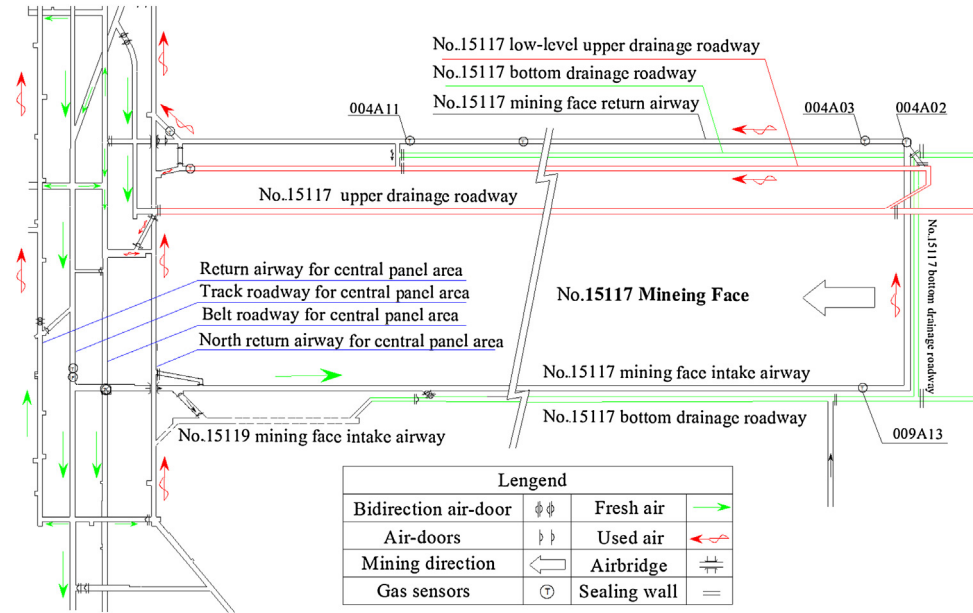 No..15117 low-level upper drainage roadway
No.15117 bottom drainage roadway
No..15117 mining face return airway
004A11
004A03
004A02
No..15117 upper drainage roadway
No.15117 bottom drainage roadway
Return airway for central panel area
Track roadway for central panel area
Belt roadway for central panel area
North return airway for central panel area
No.15117 Mineing Face
No..15117 mining face intake airway
No..15117 bottom drainage roadway
No..15119 mining face intake airway
009A13
Lengend
Bidirection air-door
Fresh air
Air-doors
Used air
Mining direction
Airbridge
Gas sensors
T
Sealing wall